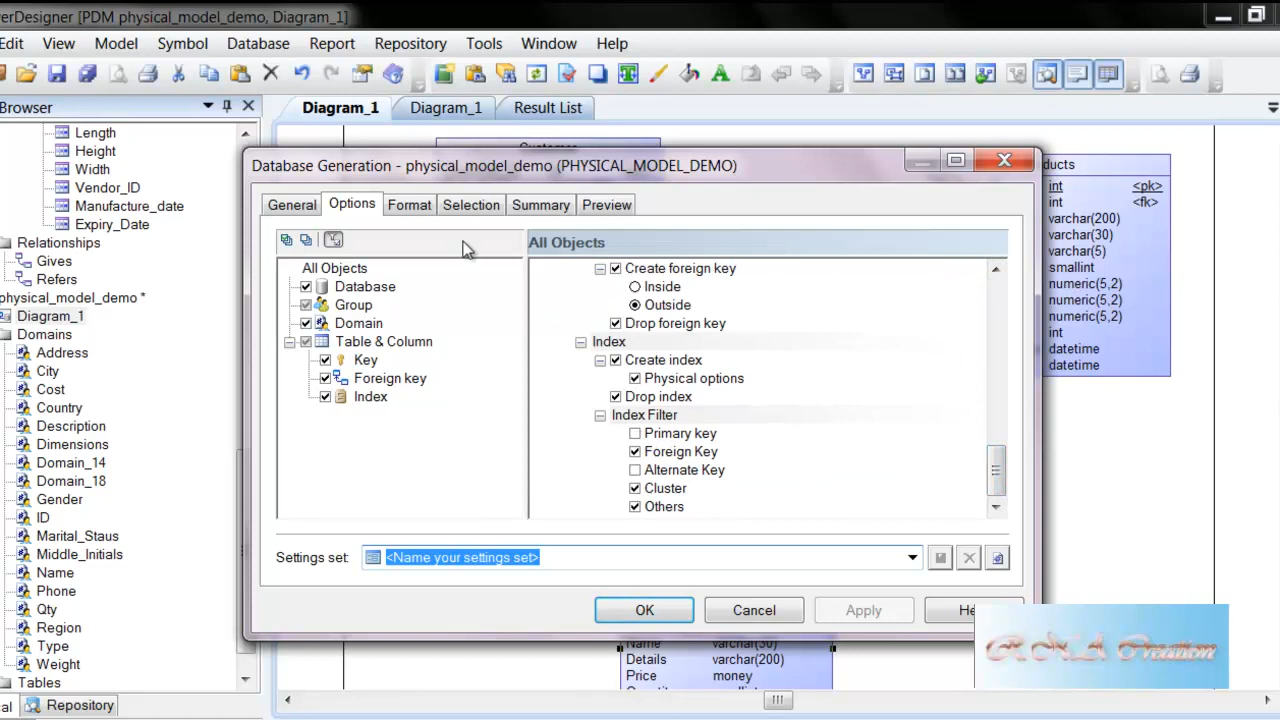 werDesigner [PDM physical_model_demo, Diagram_1]
Edit View Model Symbol Database Report Repository Tools Window Help
Browser
Diagram_1 Diagram_1 Result List
Length
Height
Width
Vendor_ID
Manufacture_date
Expiry_Date
Relationships
Gives
Refers
physical_model_demo *
Diagram_1
Domains
Address
City
Cost
Country
Description
Dimensions
Domain_14
Domain_18
Gender
ID
Marital_Staus
Middle_Initials
Name
Phone
Qty
Region
Type
Weight
Tables
cal Repository
Customer
ducts
int <pk>
int <fk>
varchar(200)
varchar(30)
varchar(5)
smallint
numeric(5,2)
numeric(5,2)
numeric(5,2)
int
datetime
datetime
Database Generation - physical_model_demo (PHYSICAL_MODEL_DEMO)
General Options Format Selection Summary Preview
All Objects
Database
Group
Domain
Table & Column
Key
Foreign key
Index
All Objects
Create foreign key
Inside
Outside
Drop foreign key
Index
Create index
Physical options
Drop index
Index Filter
Primary key
Foreign Key
Alternate Key
Cluster
Others
Settings set: <Name your settings set>
OK Cancel Apply He
Name varchar(30)
Details varchar(200)
Price money
RNA Creation